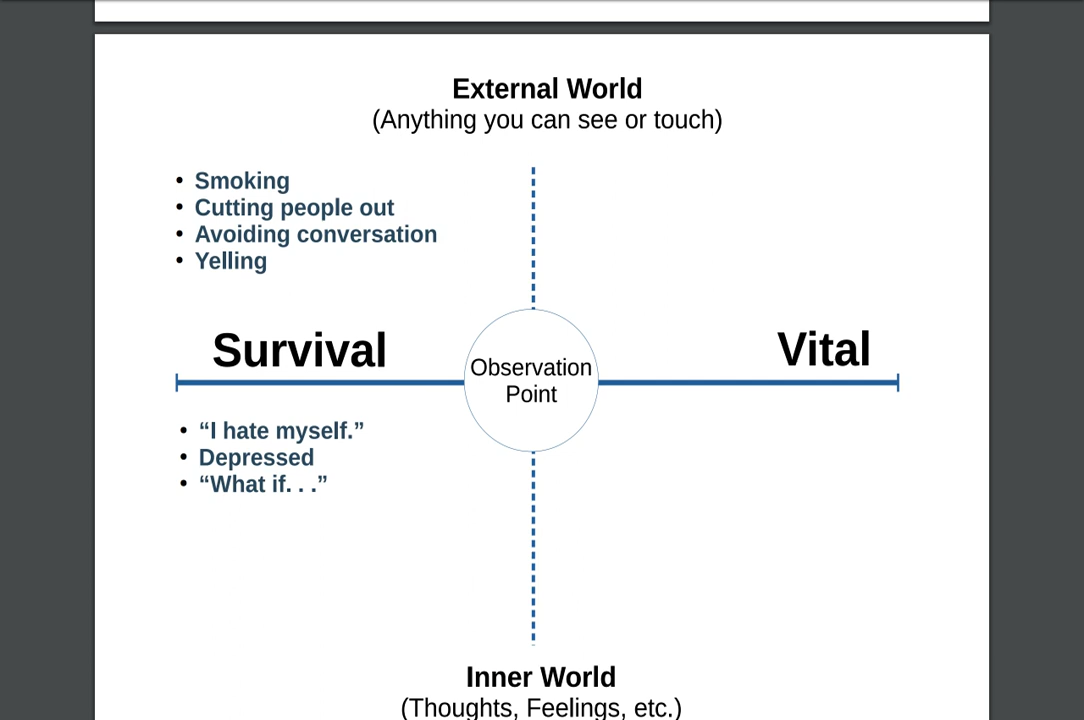 External World
(Anything you can see or touch)
• Smoking
• Cutting people out
• Avoiding conversation
• Yelling
Survival
Vital
Observation
Point
• “I hate myself.”
• Depressed
• “What if. . .”
Inner World
(Thoughts, Feelings, etc.)